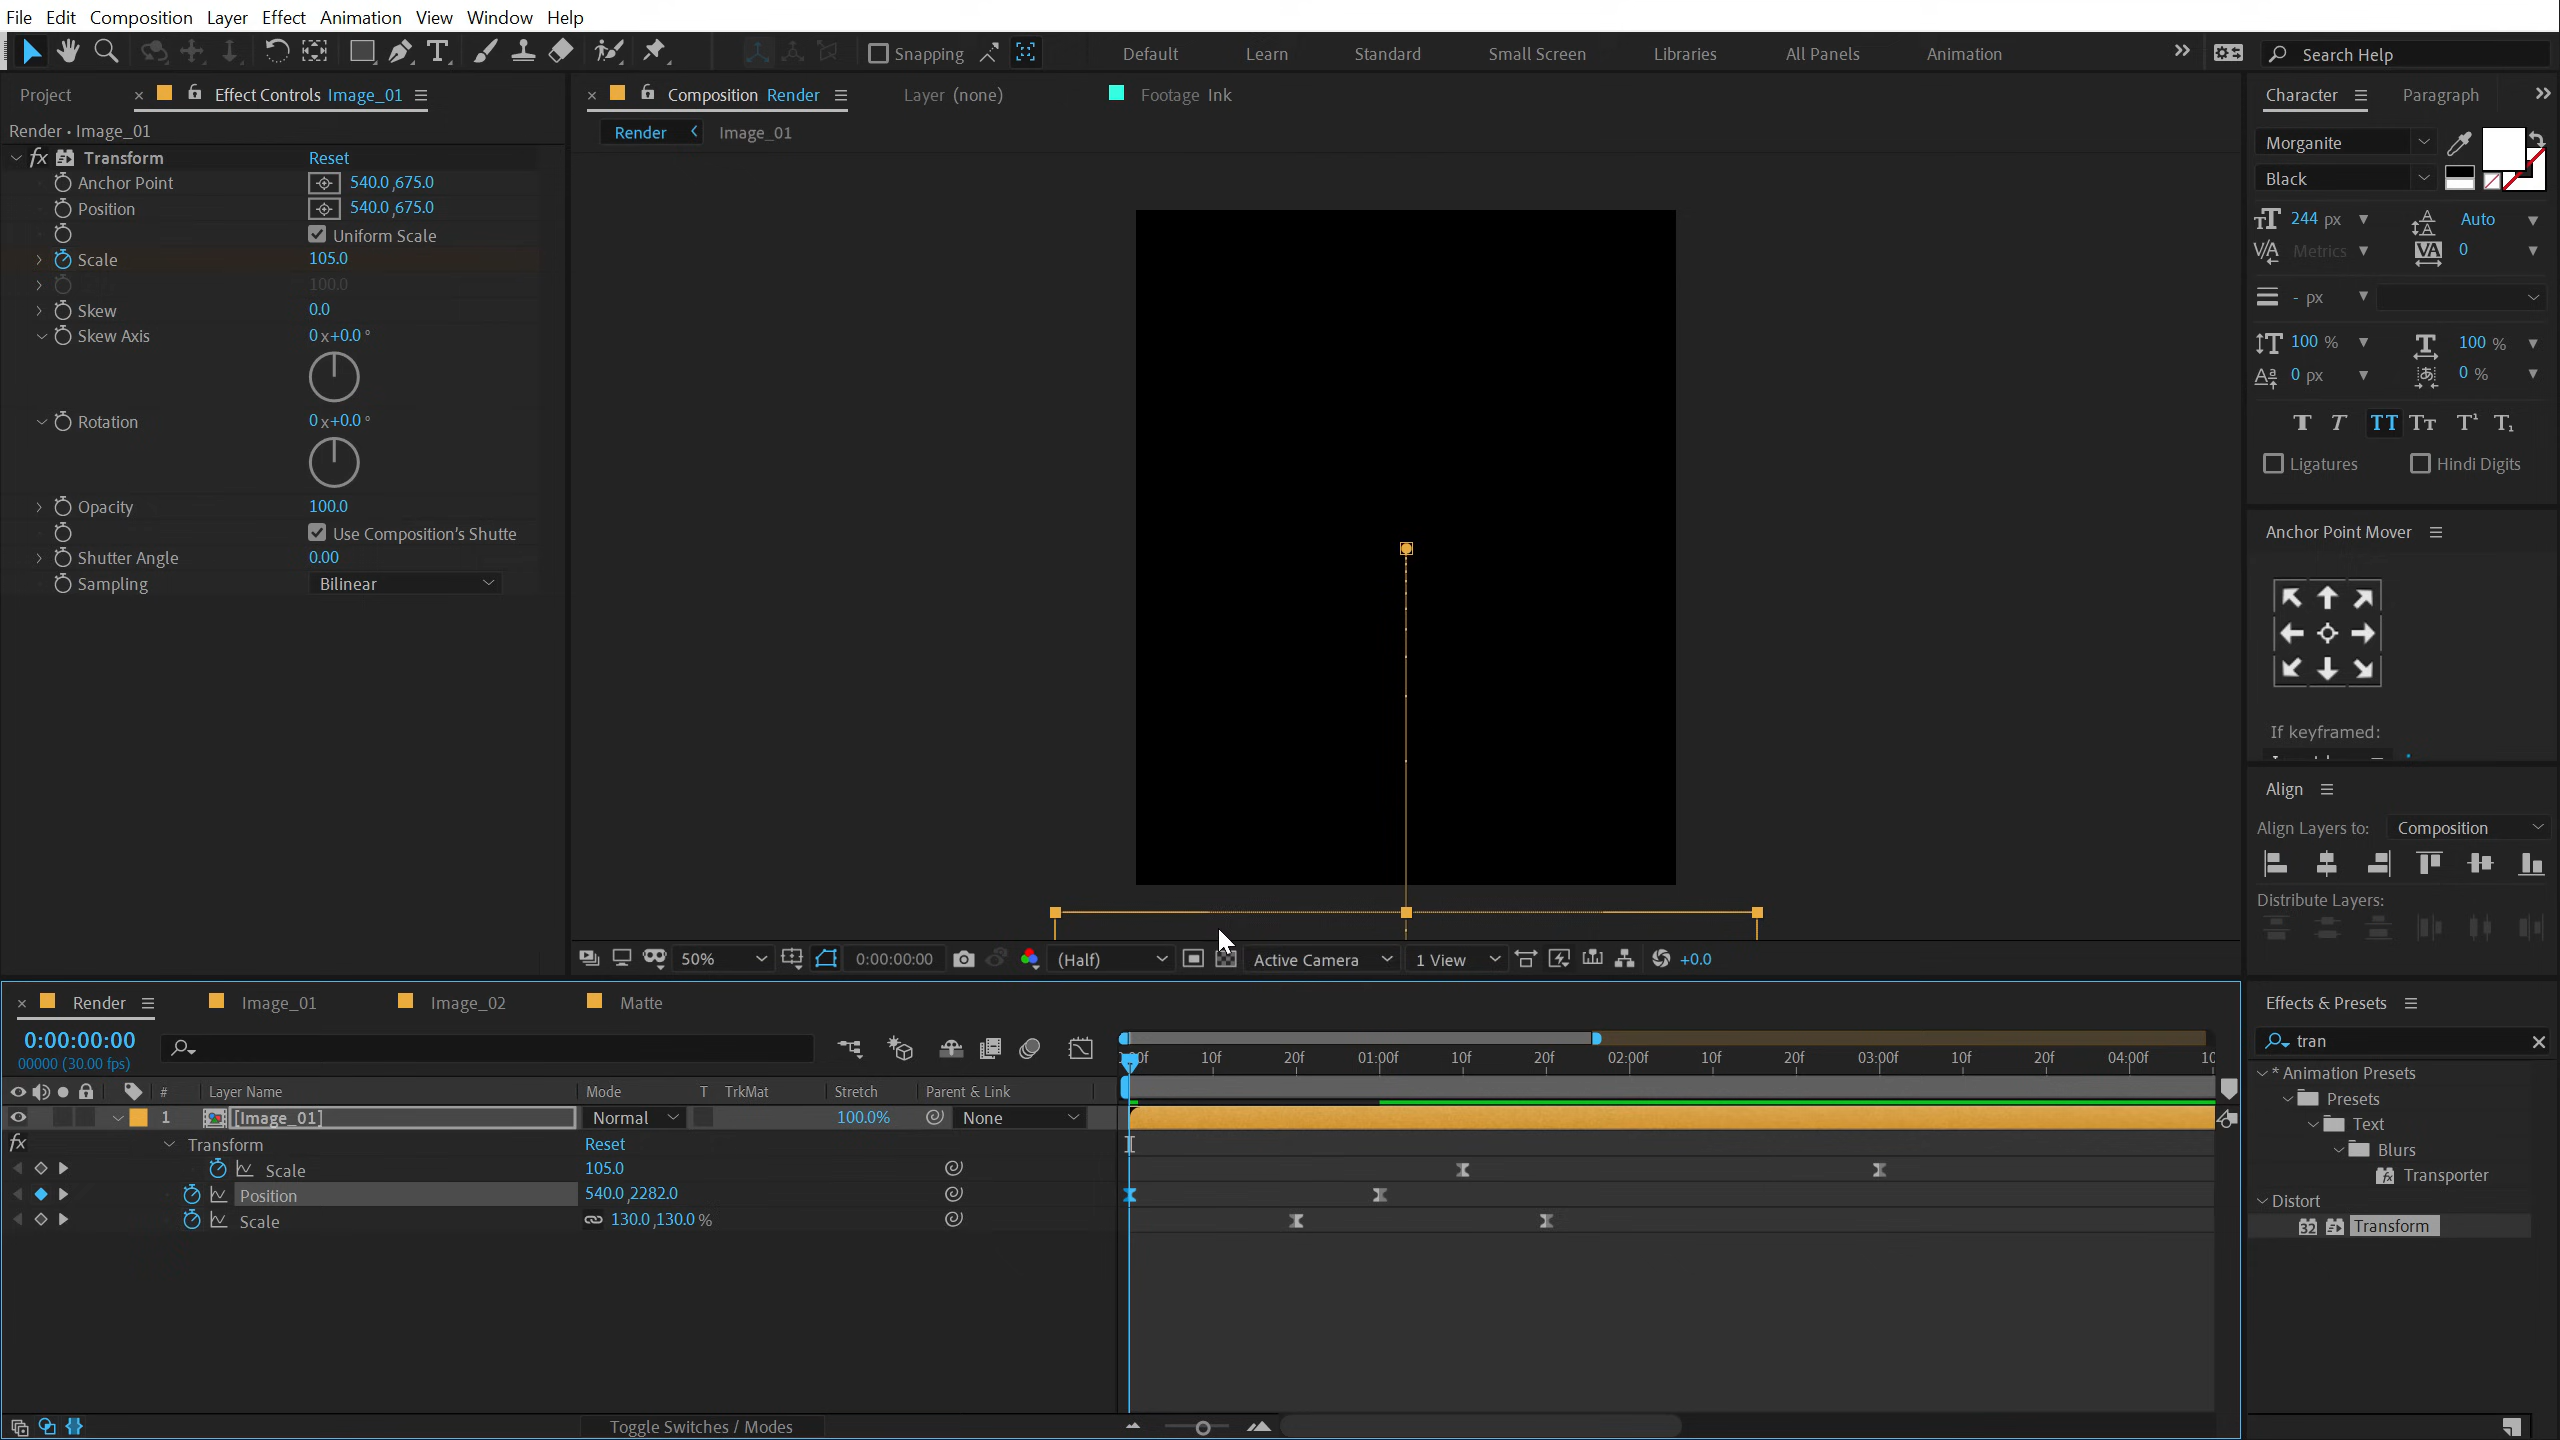 File Edit Composition Layer Effect Animation View Window Help
Snapping Default Learn Standard Small Screen Libraries All Panels Animation Search Help
Project Effect Controls Image_01 Composition Render Layer (none) Footage Ink Character Paragraph
Render • Image_01
Render Image_01
fx Transform Reset
Anchor Point 540.0,675.0
Position 540.0,675.0
Uniform Scale
Scale 105.0
100.0
Skew 0.0
Skew Axis 0 x+0.0 °
Rotation 0 x+0.0 °
Opacity 100.0
Use Composition's Shutte
Shutter Angle 0.00
Sampling Bilinear
Morganite
Black
244 px Auto
Metrics 0
- px
100 % 100 %
0 px 0 %
Ligatures Hindi Digits
Anchor Point Mover
If keyframed:
Align
Align Layers to: Composition
Distribute Layers:
50% 0:00:00:00 (Half) Active Camera 1 View +0.0
Render Image_01 Image_02 Matte
0:00:00:00
00000 (30.00 fps)
10f 20f 01:00f 10f 20f 02:00f 10f 20f 03:00f 10f 20f 04:00f
# Layer Name Mode T TrkMat Stretch Parent & Link
1 [Image_01] Normal 100.0% None
fx Transform Reset
Scale 105.0
Position 540.0,2282.0
Scale 130.0,130.0 %
Toggle Switches / Modes
Effects & Presets
tran
* Animation Presets
Presets
Text
Blurs
Transporter
Distort
32 Transform